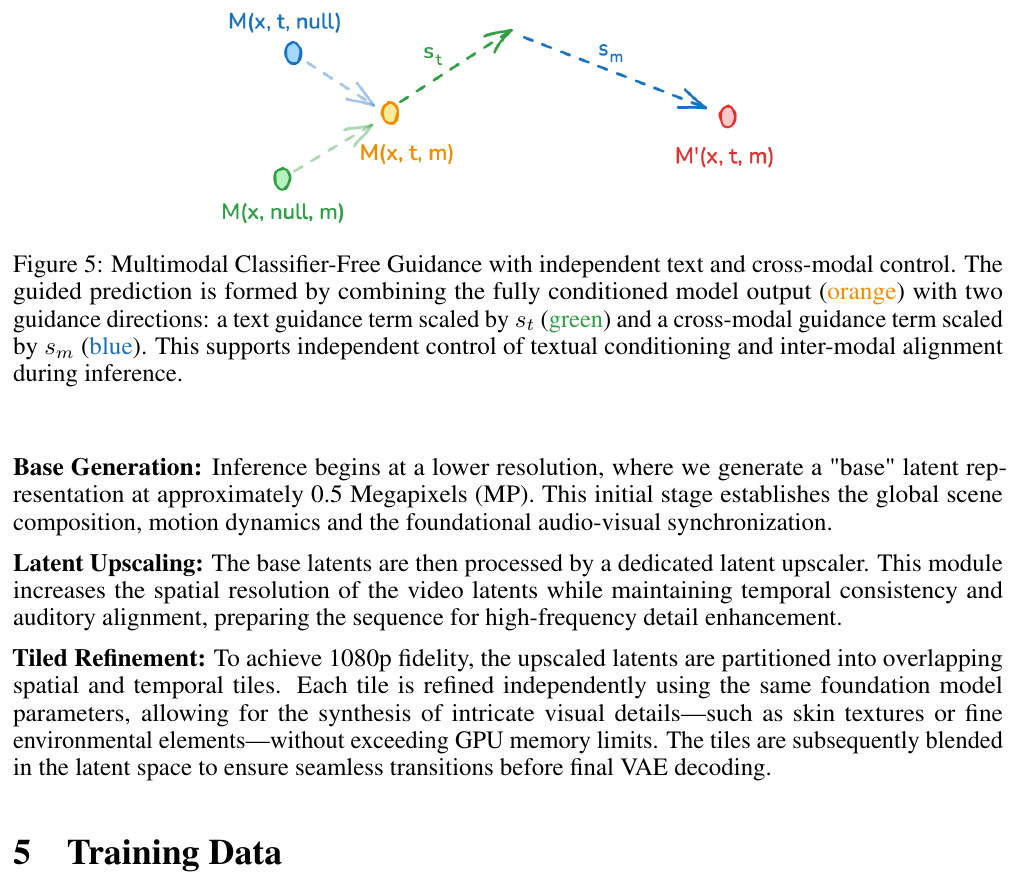 M(x, t, null)
s_t
s_m
M(x, t, m)
M'(x, t, m)
M(x, null, m)
Figure 5: Multimodal Classifier-Free Guidance with independent text and cross-modal control. The
guided prediction is formed by combining the fully conditioned model output (orange) with two
guidance directions: a text guidance term scaled by s_t (green) and a cross-modal guidance term scaled
by s_m (blue). This supports independent control of textual conditioning and inter-modal alignment
during inference.
Base Generation: Inference begins at a lower resolution, where we generate a "base" latent rep-
resentation at approximately 0.5 Megapixels (MP). This initial stage establishes the global scene
composition, motion dynamics and the foundational audio-visual synchronization.
Latent Upscaling: The base latents are then processed by a dedicated latent upscaler. This module
increases the spatial resolution of the video latents while maintaining temporal consistency and
auditory alignment, preparing the sequence for high-frequency detail enhancement.
Tiled Refinement: To achieve 1080p fidelity, the upscaled latents are partitioned into overlapping
spatial and temporal tiles. Each tile is refined independently using the same foundation model
parameters, allowing for the synthesis of intricate visual details—such as skin textures or fine
environmental elements—without exceeding GPU memory limits. The tiles are subsequently blended
in the latent space to ensure seamless transitions before final VAE decoding.
5 Training Data